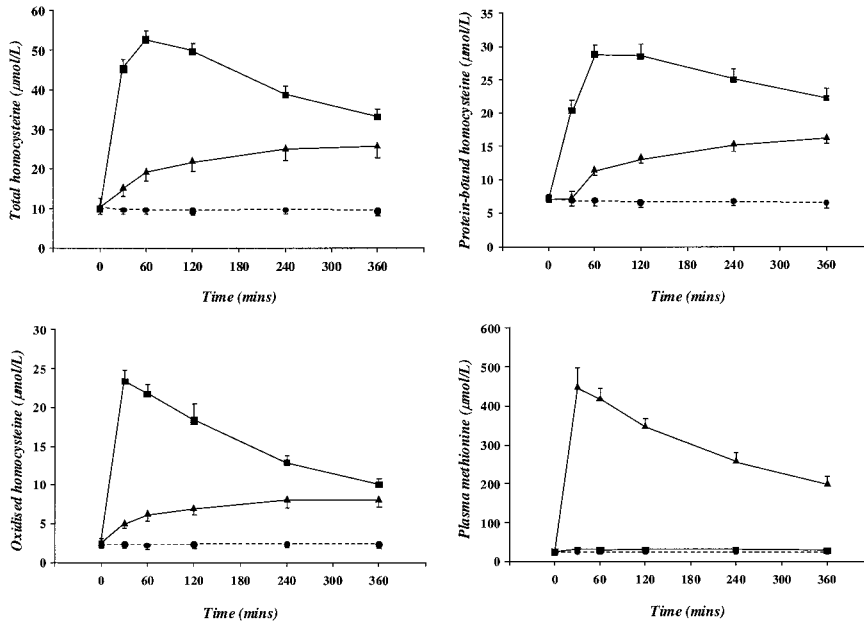 Total homocysteine (μmol/L)
60
50
40
30
20
10
0
0 60 120 180 240 300 360
Time (mins)
Protein-bound homocysteine (μmol/L)
35
30
25
20
15
10
5
0
0 60 120 180 240 300 360
Time (mins)
Oxidised homocysteine (μmol/L)
30
25
20
15
10
5
0
0 60 120 180 240 300 360
Time (mins)
Plasma methionine (μmol/L)
600
500
400
300
200
100
0
0 60 120 180 240 300 360
Time (mins)